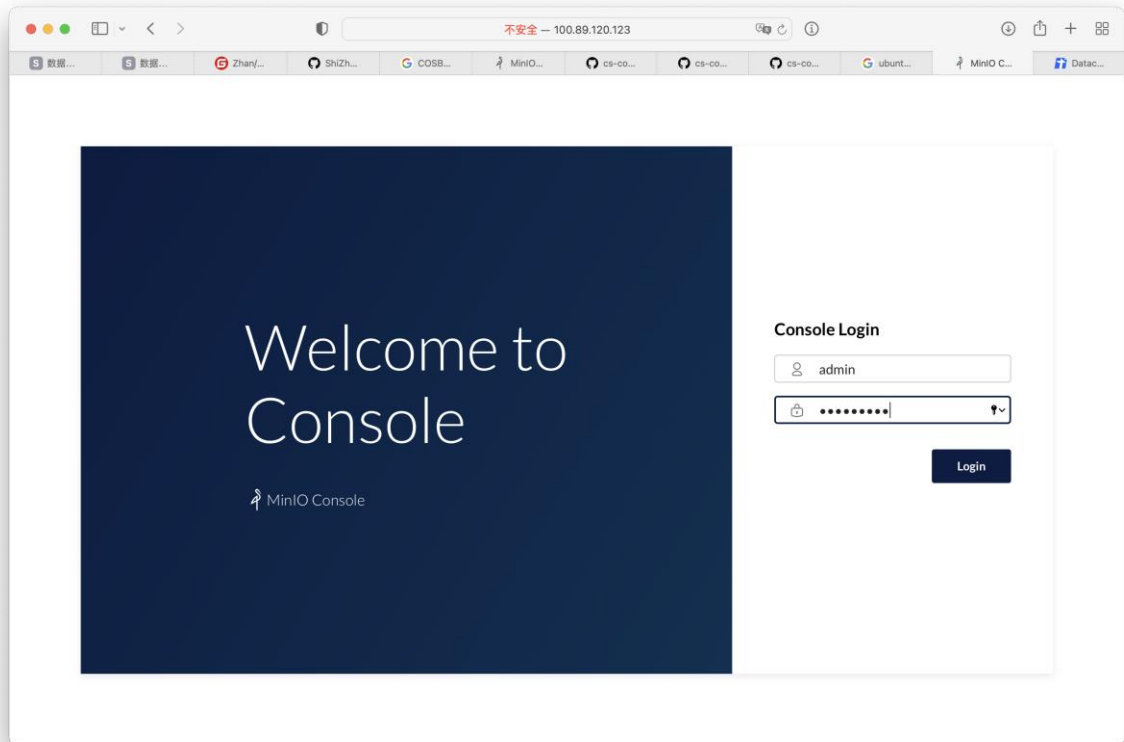 不安全 — 100.89.120.123
数据...
数据...
Zhan/...
ShiZh...
COSB...
MinIO...
cs-co...
cs-co...
cs-co...
ubunt...
MinIO C...
Datac...
Welcome to
Console
MinIO Console
Console Login
admin
Login